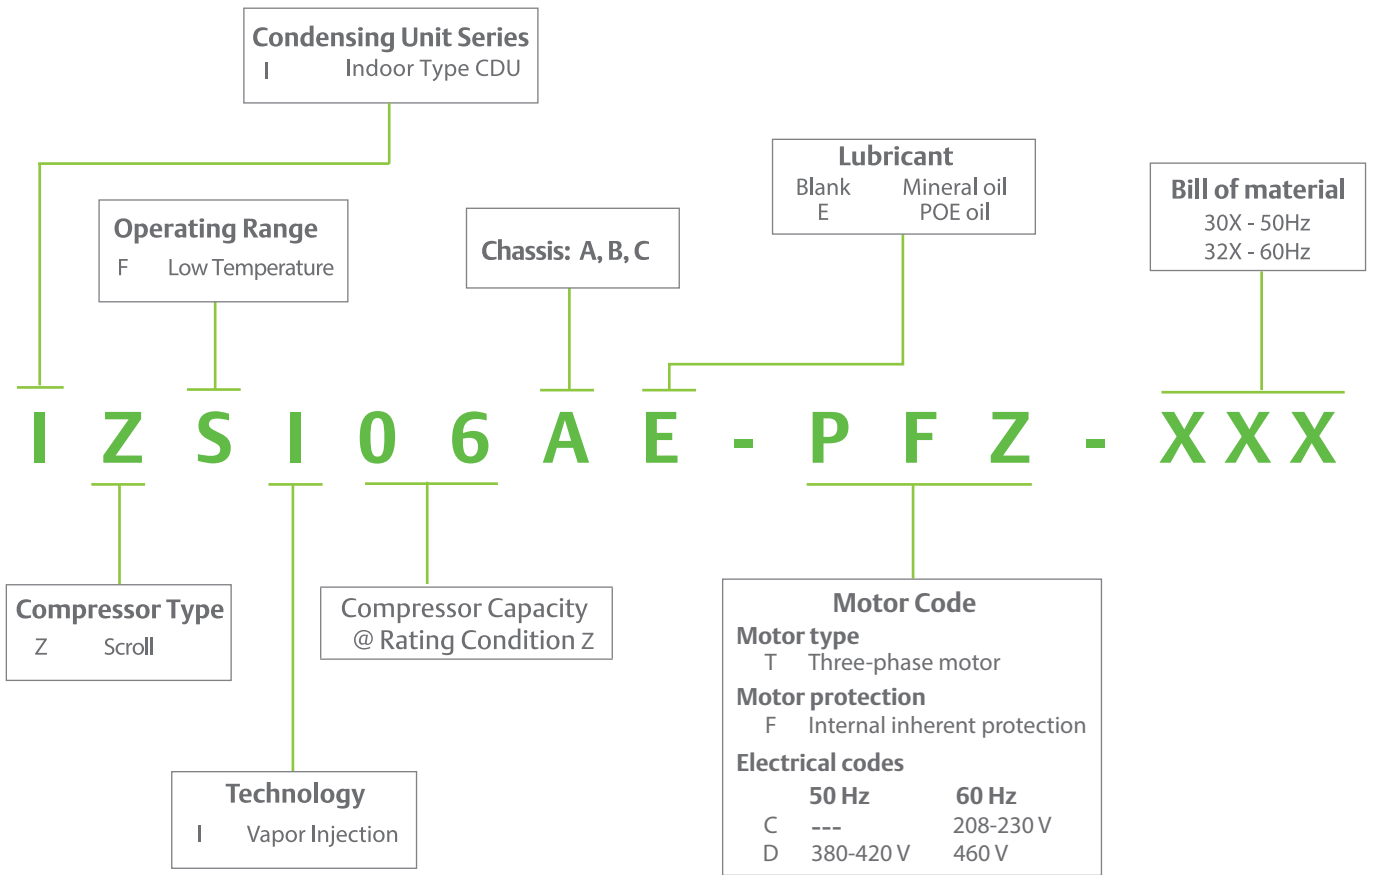 Condensing Unit Series
I Indoor Type CDU
Lubricant
Blank Mineral oil
E POE oil
Bill of material
30X - 50Hz
32X - 60Hz
Operating Range
F Low Temperature
Chassis: A, B, C
I Z S I 0 6 A E - P F Z - X X X
Compressor Type
Z Scroll
Compressor Capacity
@ Rating Condition Z
Technology
I Vapor Injection
Motor Code
Motor type
T Three-phase motor
Motor protection
F Internal inherent protection
Electrical codes
50 Hz 60 Hz
C --- 208-230 V
D 380-420 V 460 V